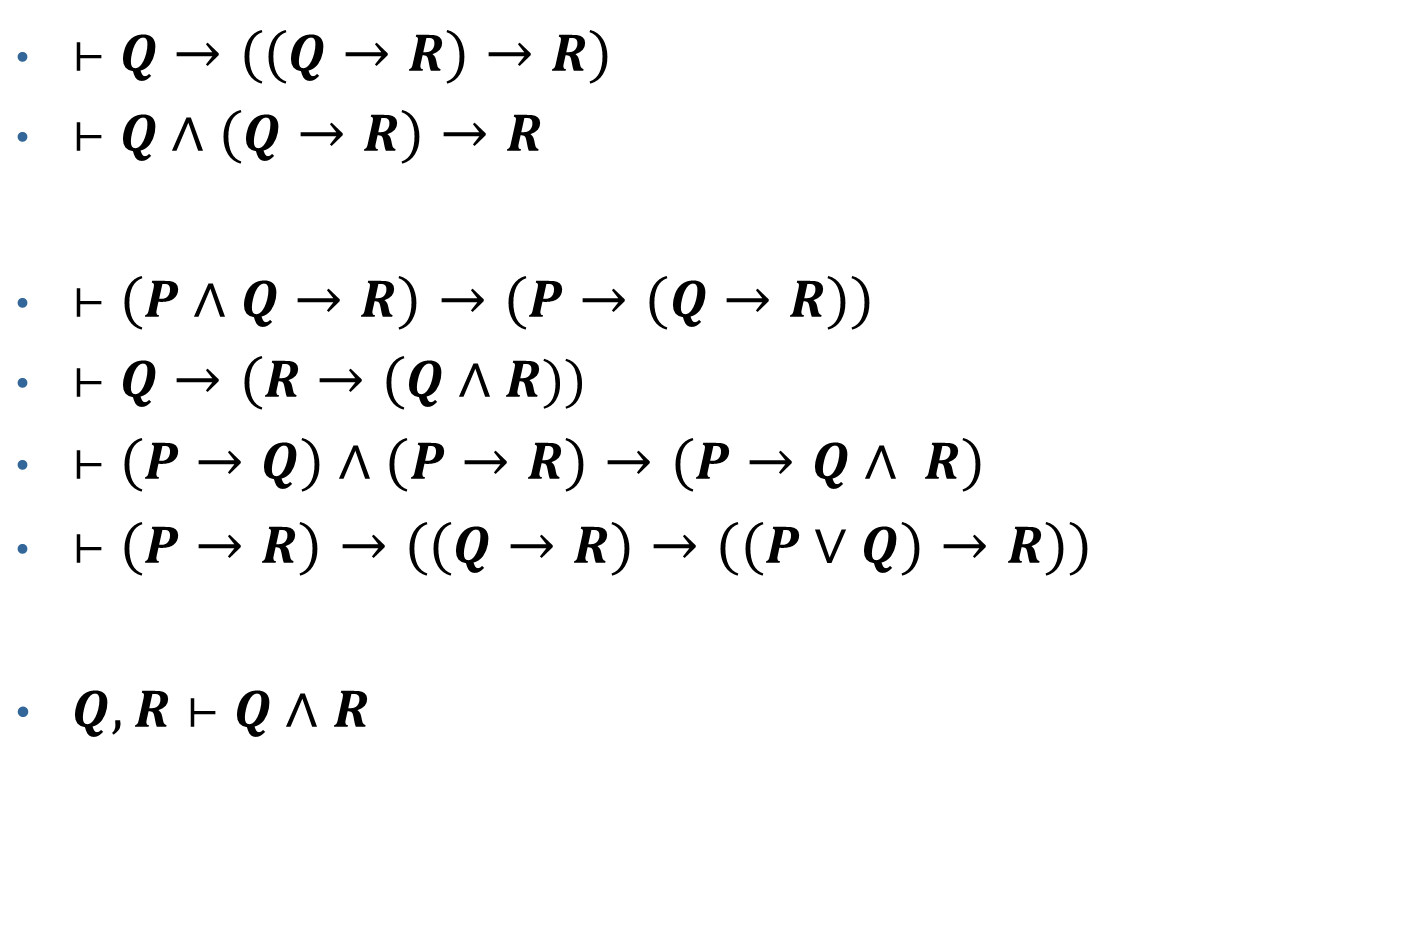 • ⊢ Q → ((Q → R) → R)
• ⊢ Q ∧ (Q → R) → R
• ⊢ (P ∧ Q → R) → (P → (Q → R))
• ⊢ Q → (R → (Q ∧ R))
• ⊢ (P → Q) ∧ (P → R) → (P → Q ∧ R)
• ⊢ (P → R) → ((Q → R) → ((P ∨ Q) → R))
• Q, R ⊢ Q ∧ R